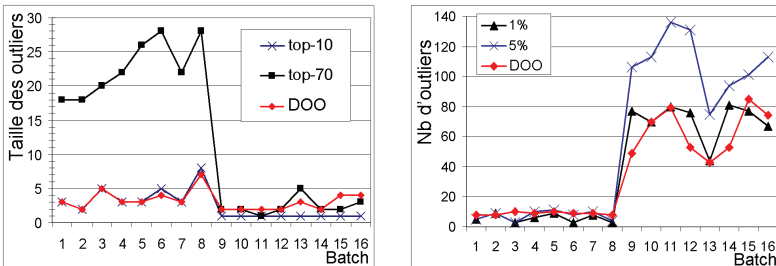 Taille des outliers
30
25
20
15
10
5
0
top-10
top-70
DOO
1 2 3 4 5 6 7 8 9 10 11 12 13 14 15 16
Batch
Nb d'outliers
140
120
100
80
60
40
20
0
1%
5%
DOO
1 2 3 4 5 6 7 8 9 10 11 12 13 14 15 16
Batch